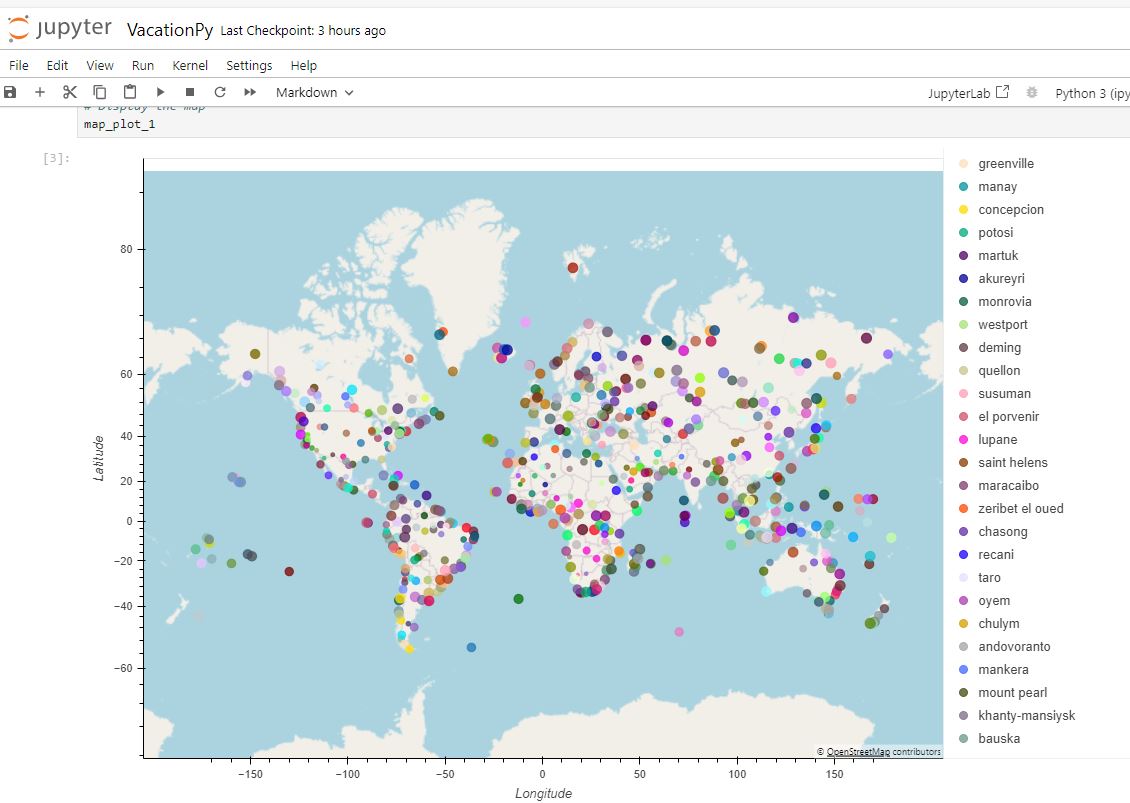 jupyter VacationPy Last Checkpoint: 3 hours ago
File Edit View Run Kernel Settings Help
Markdown JupyterLab Python 3 (ipy
# Display the map
map_plot_1
[3]:
greenville
manay
concepcion
potosi
martuk
akureyri
monrovia
westport
deming
quellon
susuman
el porvenir
lupane
saint helens
maracaibo
zeribet el oued
chasong
recani
taro
oyem
chulym
andovoranto
mankera
mount pearl
khanty-mansiysk
bauska
Latitude
80
60
40
20
0
−20
−40
−60
© OpenStreetMap contributors
−150 −100 −50 0 50 100 150
Longitude